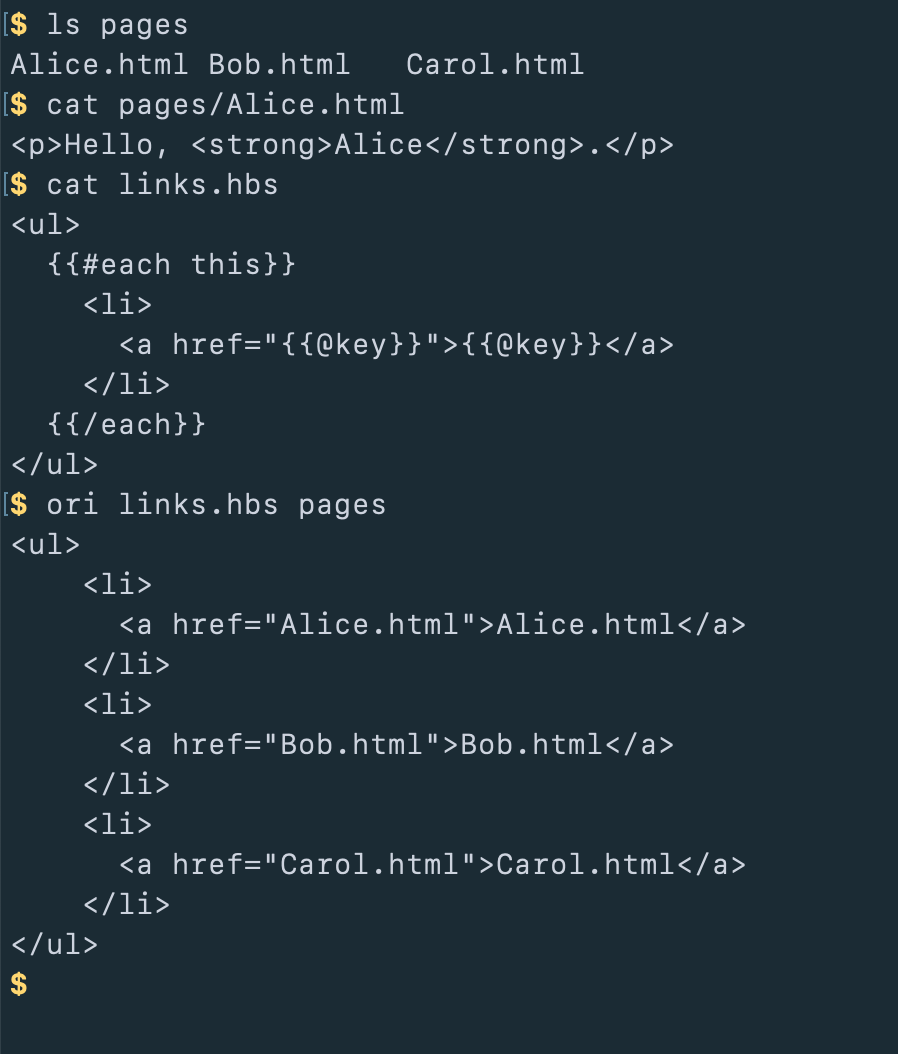 [$ ls pages
Alice.html Bob.html   Carol.html
[$ cat pages/Alice.html
<p>Hello, <strong>Alice</strong>.</p>
[$ cat links.hbs
<ul>
  {{#each this}}
    <li>
      <a href="{{@key}}">{{@key}}</a>
    </li>
  {{/each}}
</ul>
[$ ori links.hbs pages
<ul>
    <li>
      <a href="Alice.html">Alice.html</a>
    </li>
    <li>
      <a href="Bob.html">Bob.html</a>
    </li>
    <li>
      <a href="Carol.html">Carol.html</a>
    </li>
</ul>
$